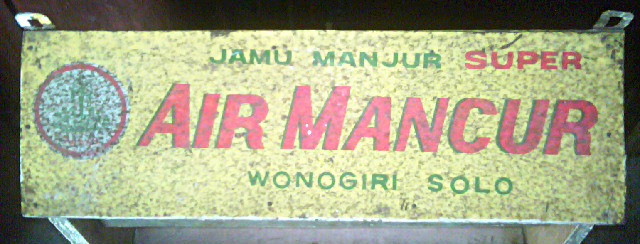 JAMU MANJUR SUPER
AIR MANCUR
WONOGIRI SOLO